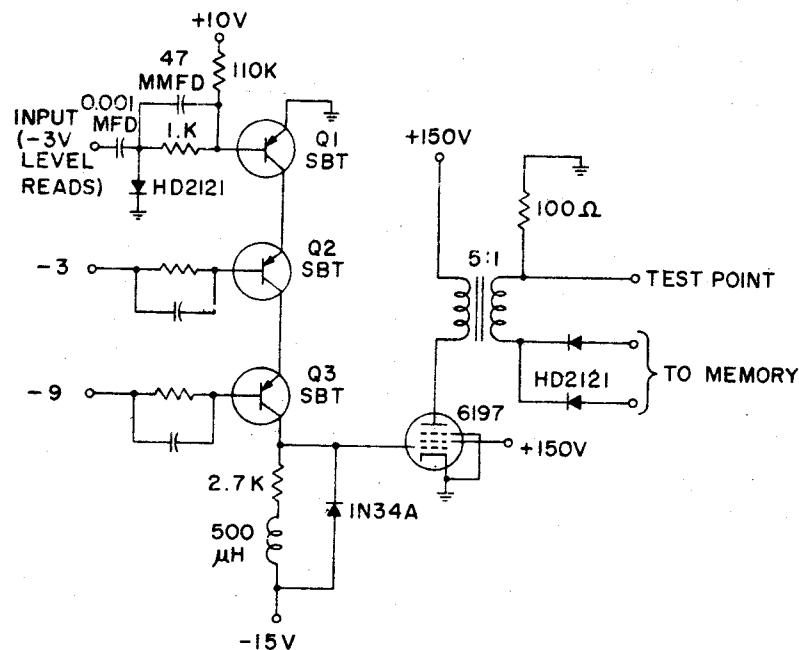 +10V
47
MMFD
110K
0.001
MFD
INPUT
(-3V
LEVEL
READS)
1.K
Q1
SBT
HD2121
+150V
100Ω
-3
Q2
SBT
5:1
TEST POINT
HD2121
TO MEMORY
-9
Q3
SBT
6197
+150V
2.7K
1N34A
500
μH
-15V